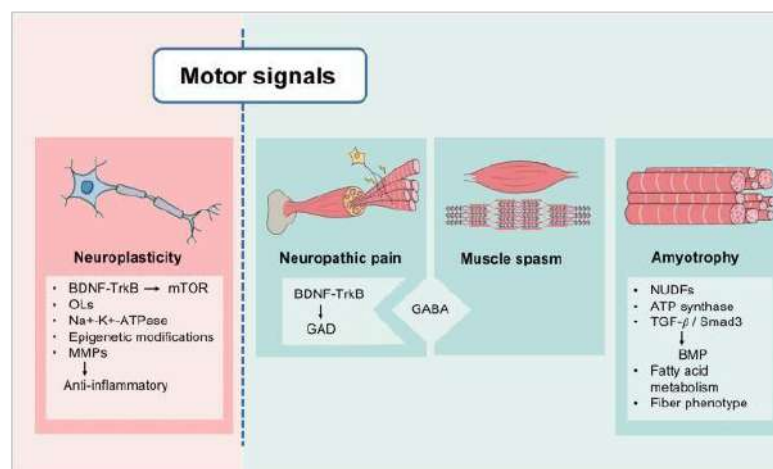 Motor signals
Neuroplasticity
• BDNF-TrkB → mTOR
• OLs
• Na+-K+-ATPase
• Epigenetic modifications
• MMPs
↓
Anti-inflammatory
Neuropathic pain
BDNF-TrkB
↓
GAD
GABA
Muscle spasm
Amyotrophy
• NUDFs
• ATP synthase
• TGF-β / Smad3
↓
BMP
• Fatty acid
metabolism
• Fiber phenotype